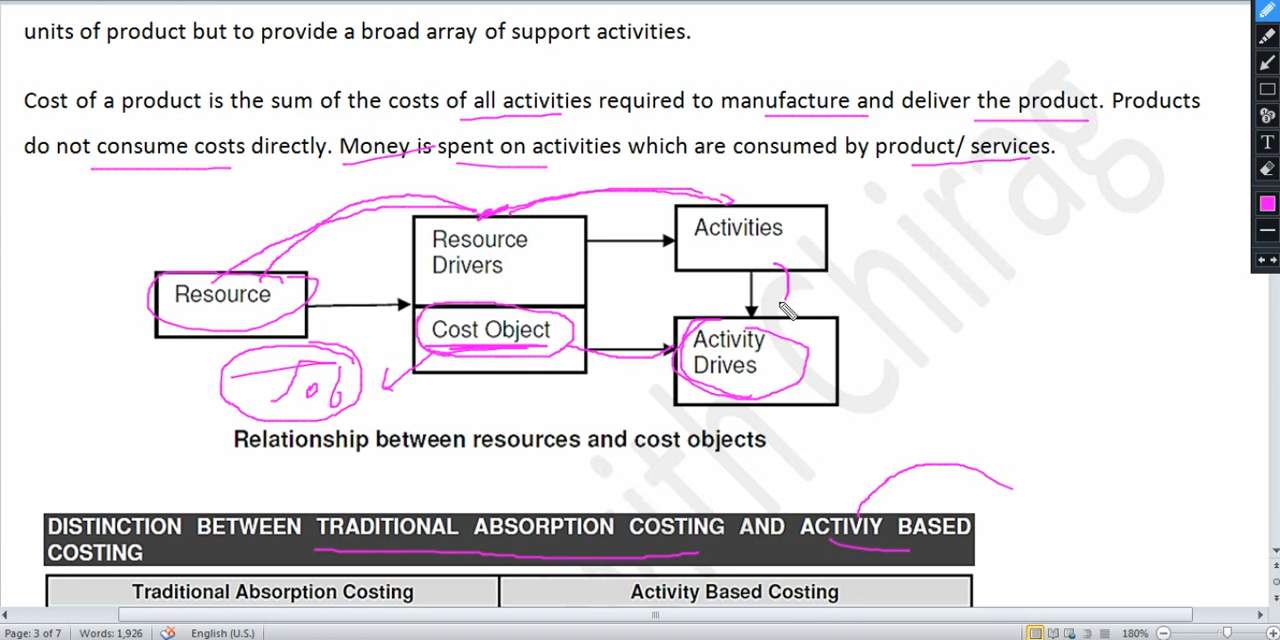 units of product but to provide a broad array of support activities.
Cost of a product is the sum of the costs of all activities required to manufacture and deliver the product. Products
do not consume costs directly. Money is spent on activities which are consumed by product/ services.
Resource
Resource
Drivers
Cost Object
Activities
Activity
Drives
Job
Relationship between resources and cost objects
with Chirag
DISTINCTION BETWEEN TRADITIONAL ABSORPTION COSTING AND ACTIVIY BASED
COSTING
Traditional Absorption Costing
Activity Based Costing
T
Page: 3 of 7
Words: 1,926
English (U.S.)
180%